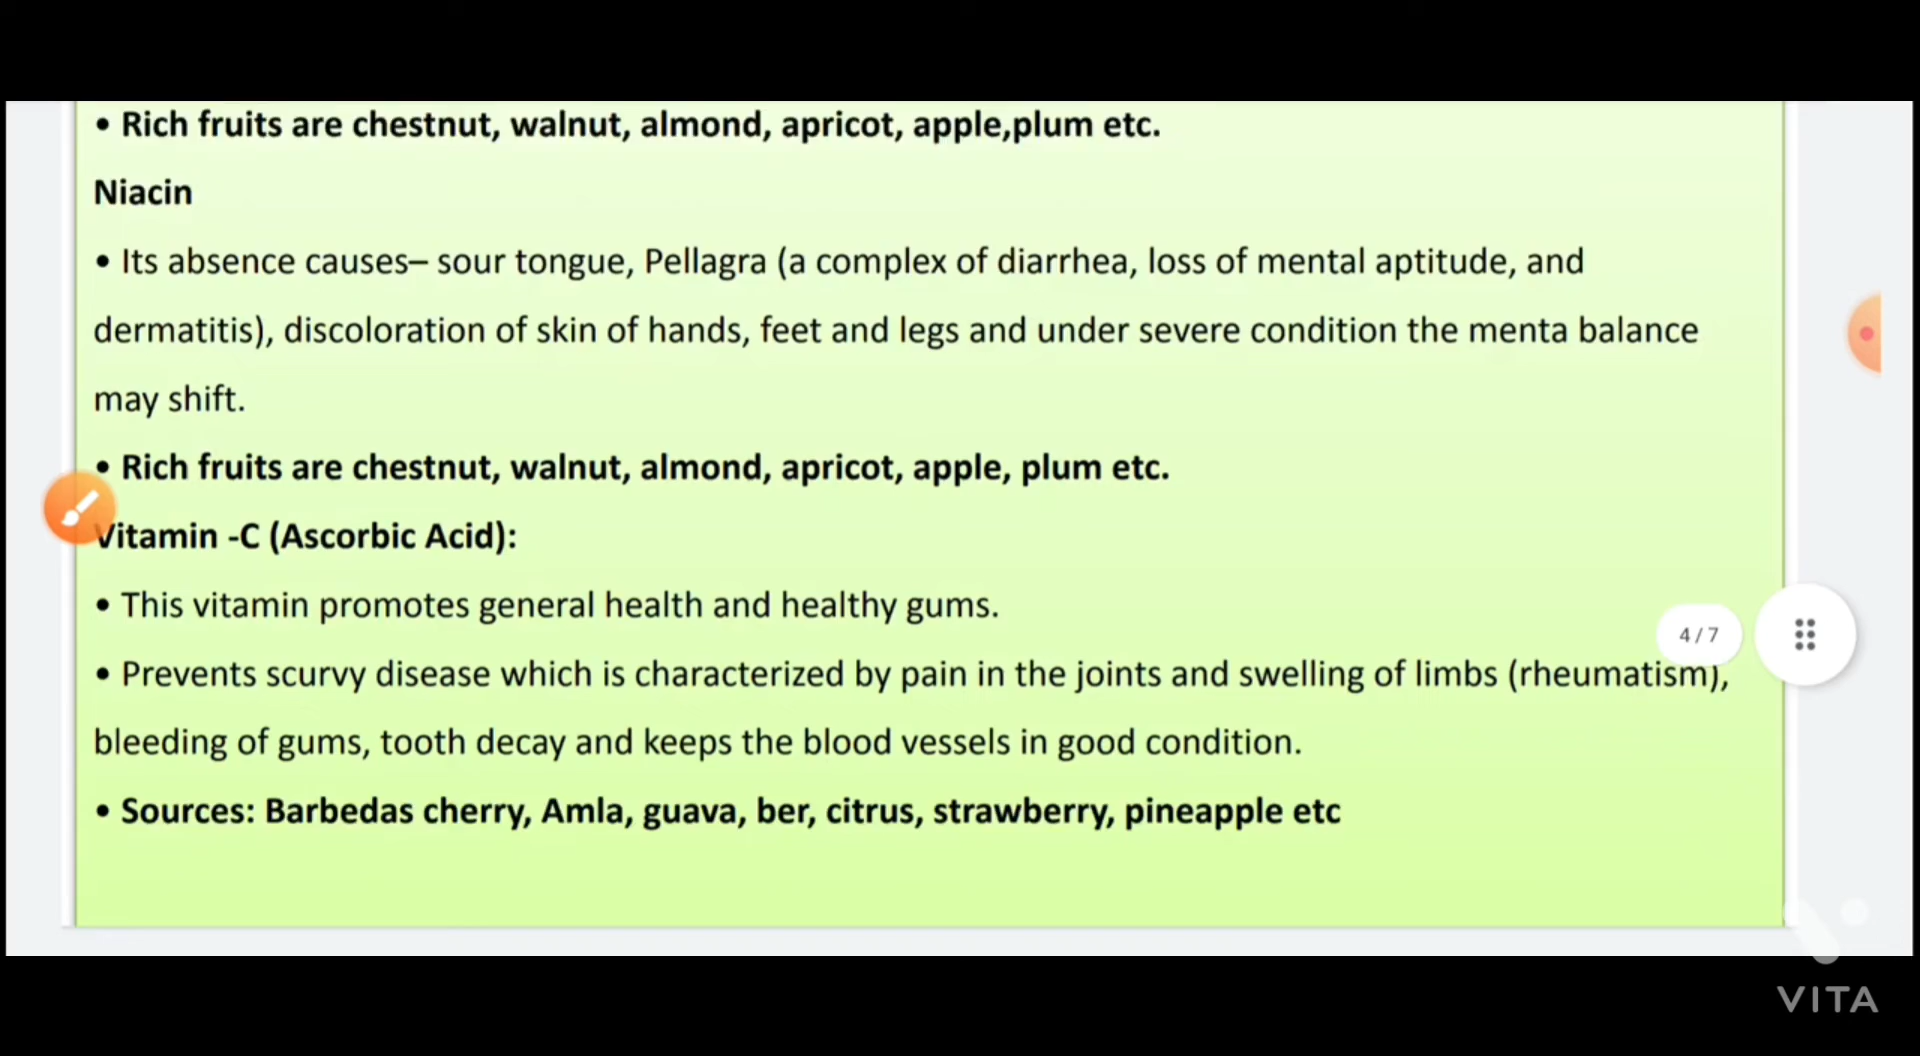 • Rich fruits are chestnut, walnut, almond, apricot, apple,plum etc.
Niacin
• Its absence causes– sour tongue, Pellagra (a complex of diarrhea, loss of mental aptitude, and
dermatitis), discoloration of skin of hands, feet and legs and under severe condition the menta balance
may shift.
• Rich fruits are chestnut, walnut, almond, apricot, apple, plum etc.
Vitamin -C (Ascorbic Acid):
• This vitamin promotes general health and healthy gums.
4 / 7
• Prevents scurvy disease which is characterized by pain in the joints and swelling of limbs (rheumatism),
bleeding of gums, tooth decay and keeps the blood vessels in good condition.
• Sources: Barbedas cherry, Amla, guava, ber, citrus, strawberry, pineapple etc
VITA